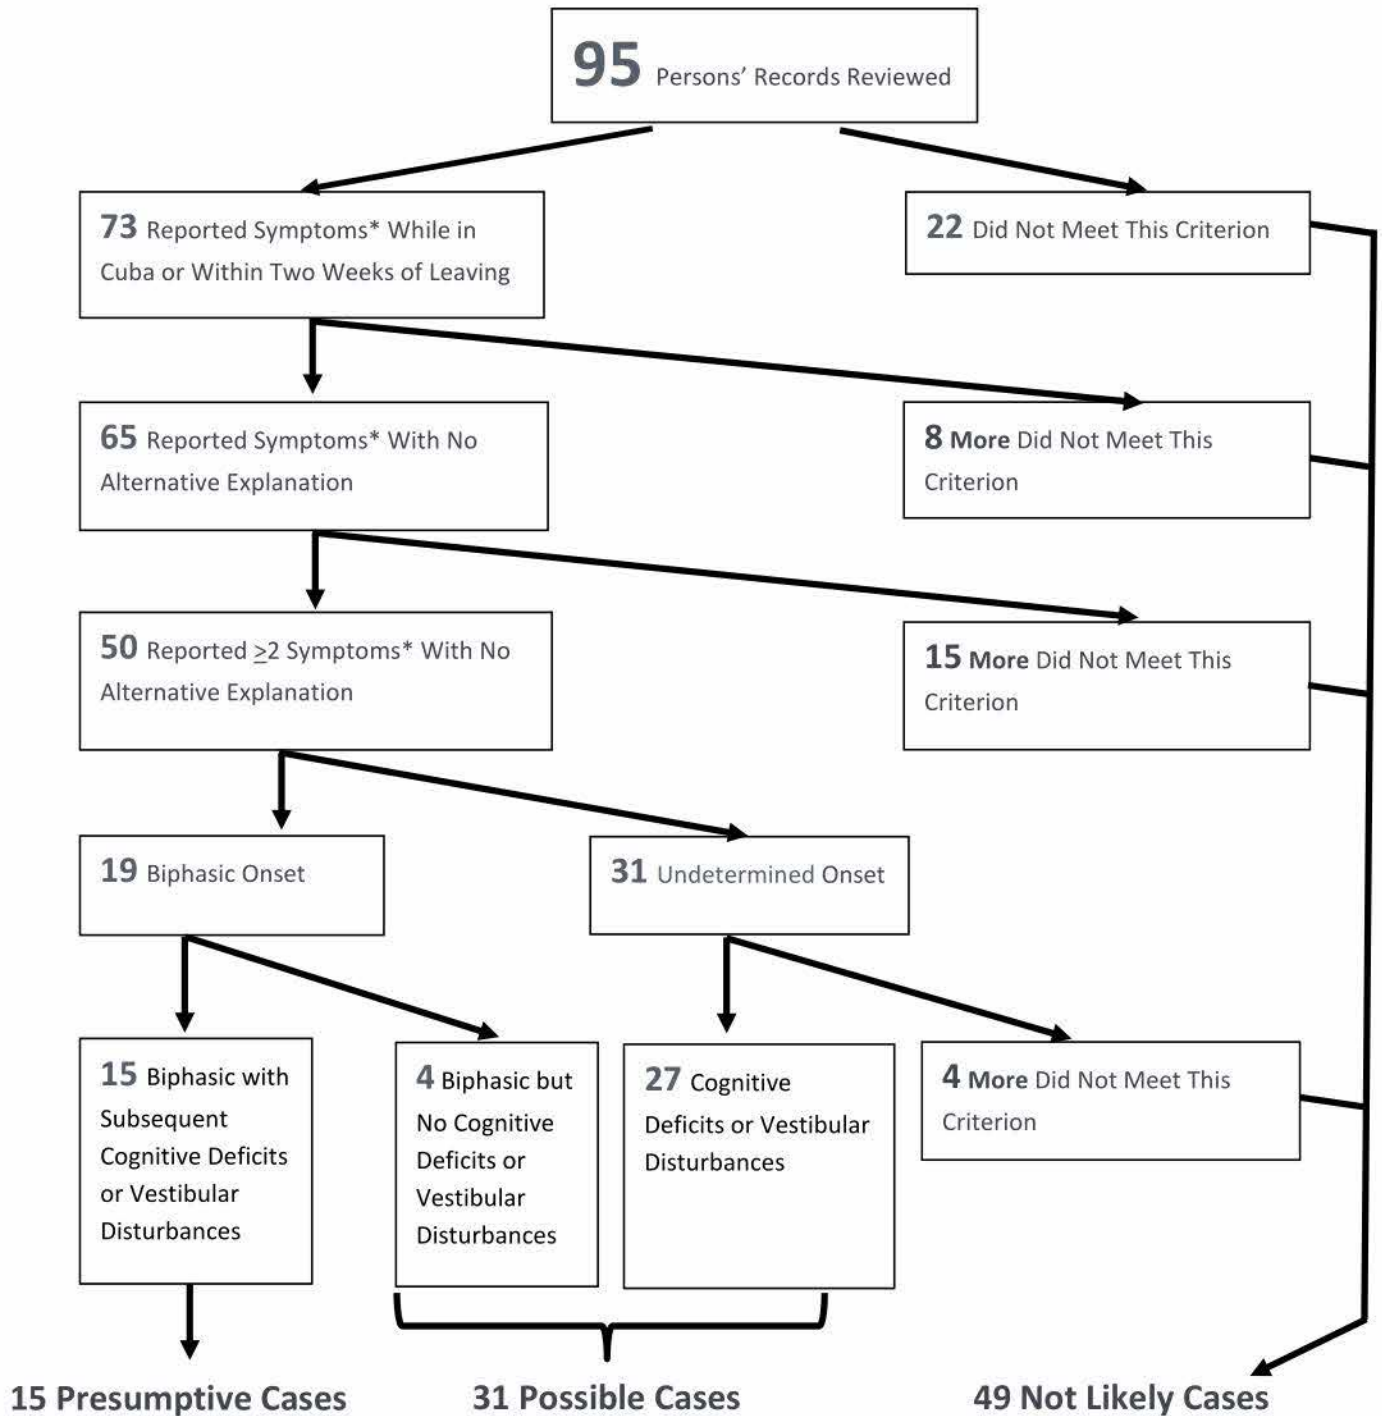 95 Persons’ Records Reviewed
73 Reported Symptoms* While in
Cuba or Within Two Weeks of Leaving
22 Did Not Meet This Criterion
65 Reported Symptoms* With No
Alternative Explanation
8 More Did Not Meet This
Criterion
50 Reported ≥2 Symptoms* With No
Alternative Explanation
15 More Did Not Meet This
Criterion
19 Biphasic Onset
31 Undetermined Onset
15 Biphasic with
Subsequent
Cognitive Deficits
or Vestibular
Disturbances
4 Biphasic but
No Cognitive
Deficits or
Vestibular
Disturbances
27 Cognitive
Deficits or Vestibular
Disturbances
4 More Did Not Meet This
Criterion
15 Presumptive Cases
31 Possible Cases
49 Not Likely Cases